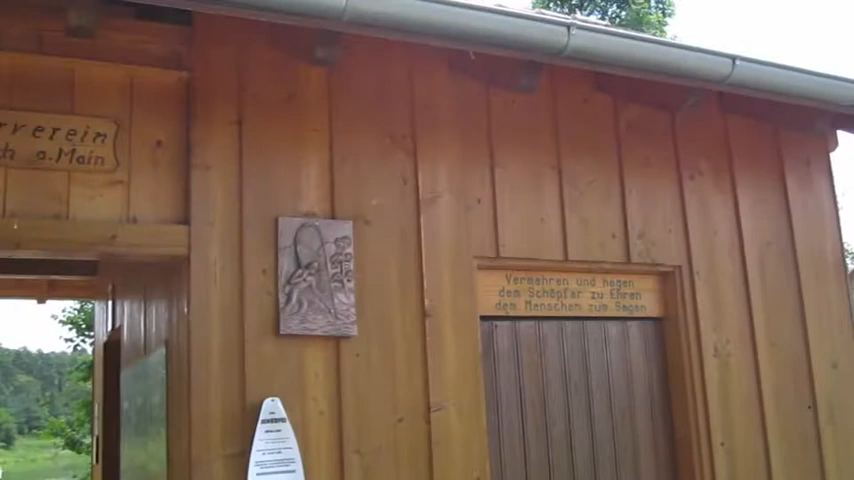 rverein
h a.Main
Vermehren und hegen
dem Schöpfer zu Ehren
dem Menschen zum Segen